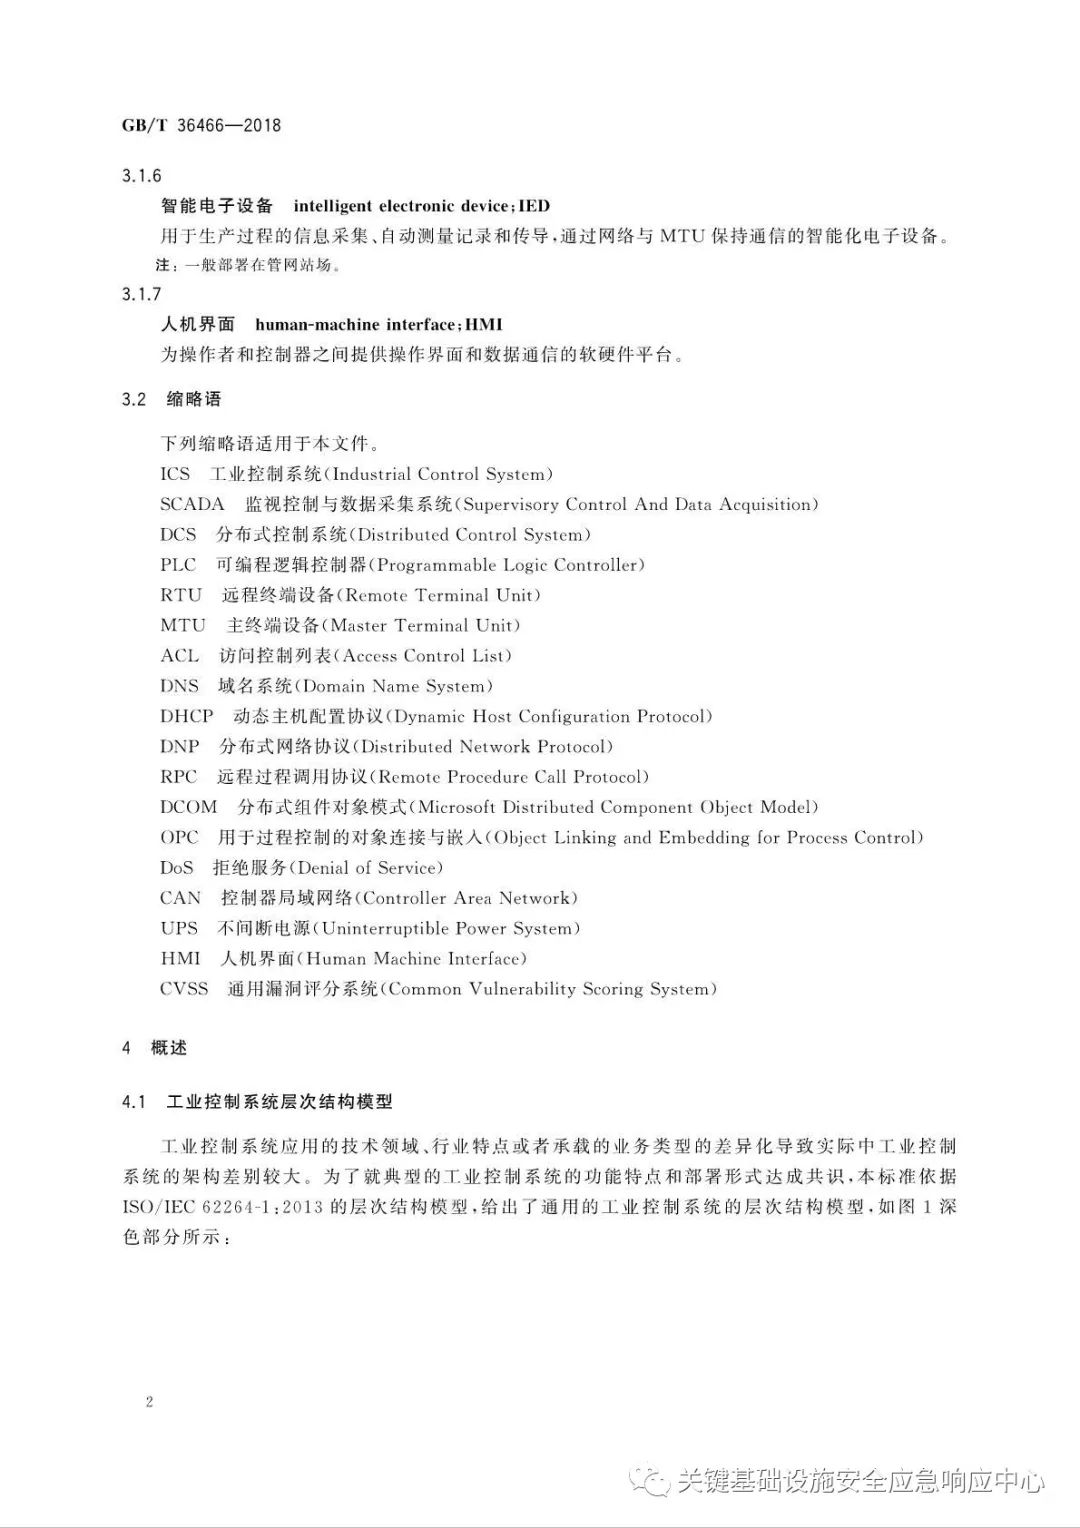 GB/T 36466—2018
3.1.6
智能电子设备 intelligent electronic device;IED
用于生产过程的信息采集、自动测量记录和传导,通过网络与 MTU 保持通信的智能化电子设备。
注:一般部署在管网站场。
3.1.7
人机界面 human-machine interface;HMI
为操作者和控制器之间提供操作界面和数据通信的软硬件平台。
3.2 缩略语
下列缩略语适用于本文件。
ICS 工业控制系统(Industrial Control System)
SCADA 监视控制与数据采集系统(Supervisory Control And Data Acquisition)
DCS 分布式控制系统(Distributed Control System)
PLC 可编程逻辑控制器(Programmable Logic Controller)
RTU 远程终端设备(Remote Terminal Unit)
MTU 主终端设备(Master Terminal Unit)
ACL 访问控制列表(Access Control List)
DNS 域名系统(Domain Name System)
DHCP 动态主机配置协议(Dynamic Host Configuration Protocol)
DNP 分布式网络协议(Distributed Network Protocol)
RPC 远程过程调用协议(Remote Procedure Call Protocol)
DCOM 分布式组件对象模式(Microsoft Distributed Component Object Model)
OPC 用于过程控制的对象连接与嵌入(Object Linking and Embedding for Process Control)
DoS 拒绝服务(Denial of Service)
CAN 控制器局域网络(Controller Area Network)
UPS 不间断电源(Uninterruptible Power System)
HMI 人机界面(Human Machine Interface)
CVSS 通用漏洞评分系统(Common Vulnerability Scoring System)
4 概述
4.1 工业控制系统层次结构模型
工业控制系统应用的技术领域、行业特点或者承载的业务类型的差异化导致实际中工业控制
系统的架构差别较大。为了就典型的工业控制系统的功能特点和部署形式达成共识,本标准依据
ISO/IEC 62264-1:2013 的层次结构模型,给出了通用的工业控制系统的层次结构模型,如图 1 深
色部分所示:
2
关键基础设施安全应急响应中心